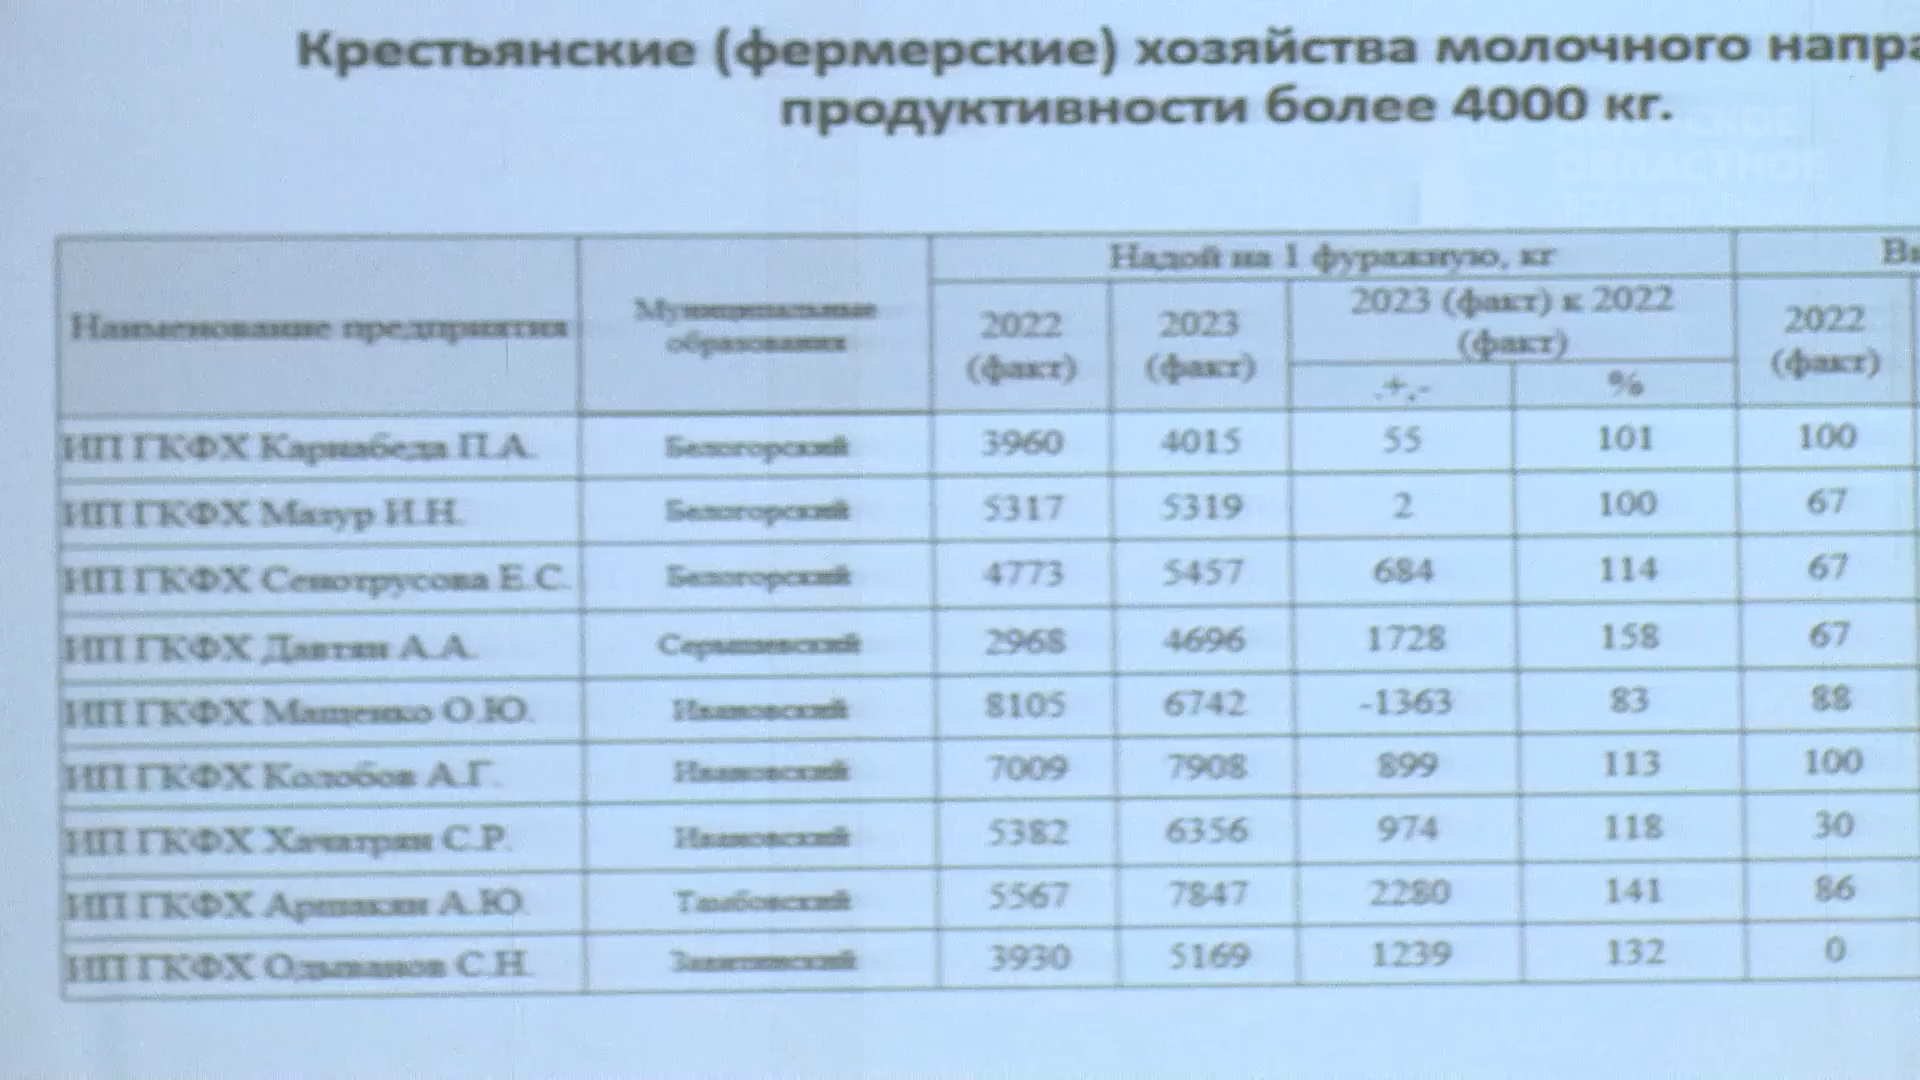 Крестьянские (фермерские) хозяйства молочного напра
продуктивности более 4000 кг.
ОБЛАСТНОЕ
Наименование предприятия
Муниципальные
образования
Надой на 1 фуражную, кг
2022
(факт)
2023
(факт)
2023 (факт) к 2022
(факт)
.+,-
%
2022
(факт)
ИП ГКФХ Карнабеда П.А. Белогорский 3960 4015 55 101 100
ИП ГКФХ Мазур И.Н. Белогорский 5317 5319 2 100 67
ИП ГКФХ Сенотрусова Е.С. Белогорский 4773 5457 684 114 67
ИП ГКФХ Давтян А.А. Серышевский 2968 4696 1728 158 67
ИП ГКФХ Мащенко О.Ю. Ивановский 8105 6742 -1363 83 88
ИП ГКФХ Колобов А.Г. Ивановский 7009 7908 899 113 100
ИП ГКФХ Хачатрян С.Р. Ивановский 5382 6356 974 118 30
ИП ГКФХ А.Ю. Тамбовский 5567 7847 2280 141 86
ИП ГКФХ С.Н. 3930 5169 1239 132 0